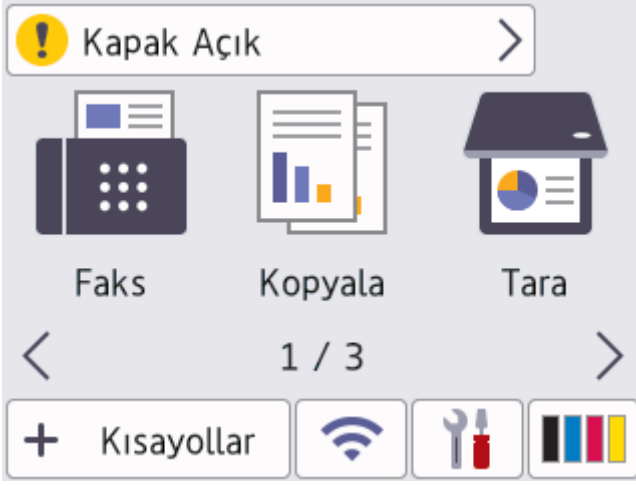 Kapak Açık
Faks Kopyala Tara
1 / 3
+ Kısayollar